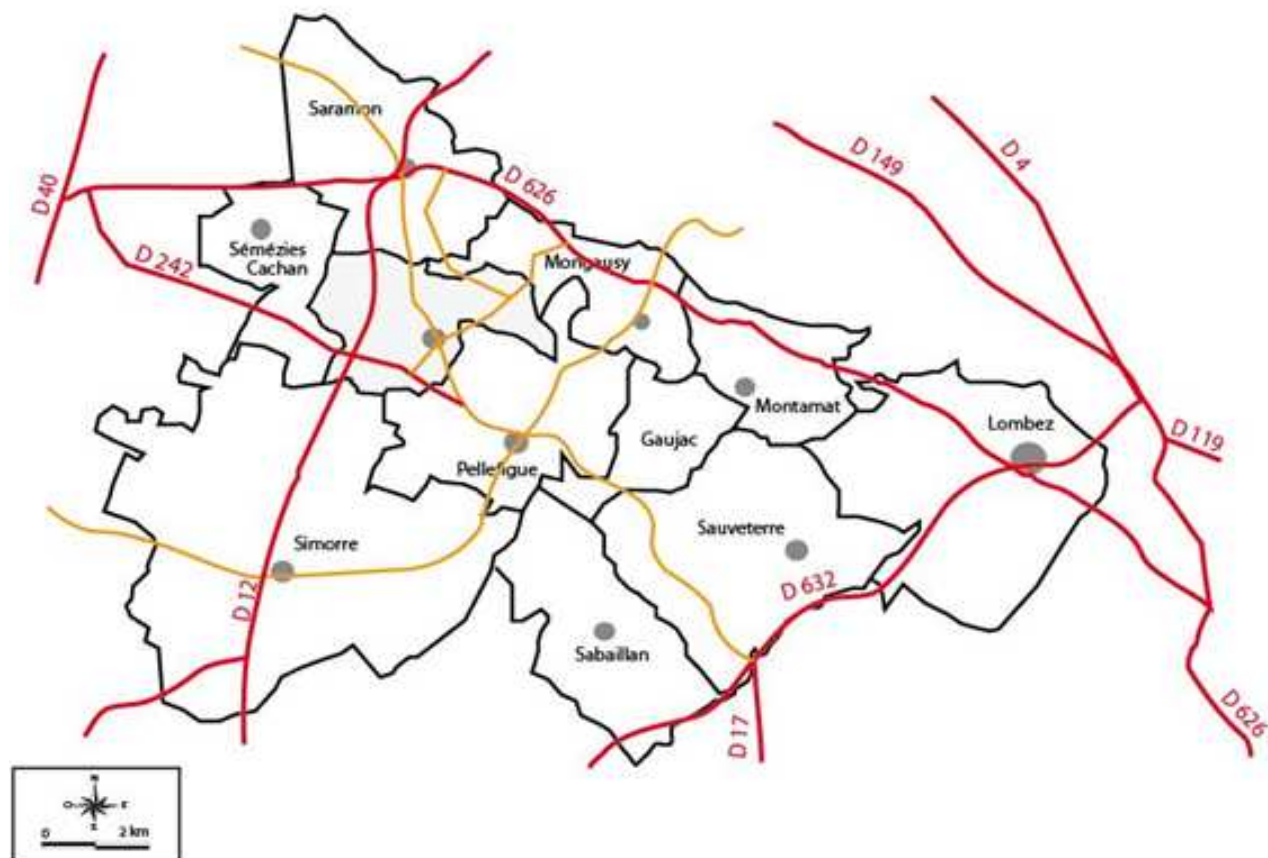 Saramon
D 149
D 4
D 40
D 626
Sémézies
Cachan
D 242
Mongausy
Montamat
Lombez
Gaujac
D 119
Pellefigue
Sauveterre
Simorre
D 632
D 12
Sabaillan
D 17
D 626
N
O
E
S
0
2 km